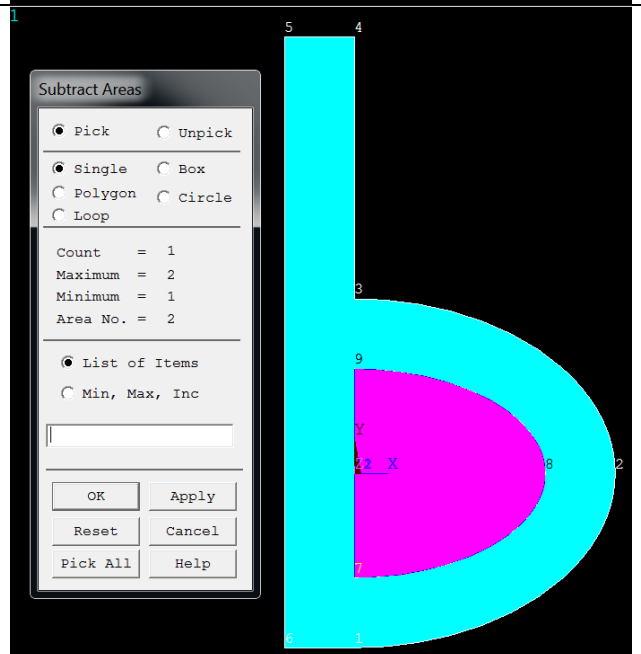 1
Subtract Areas
Pick Unpick
Single Box
Polygon Circle
Loop
Count = 1
Maximum = 2
Minimum = 1
Area No. = 2
List of Items
Min, Max, Inc
OK Apply
Reset Cancel
Pick All Help
5 4
3
9
Y
X 8 2
7
6 1